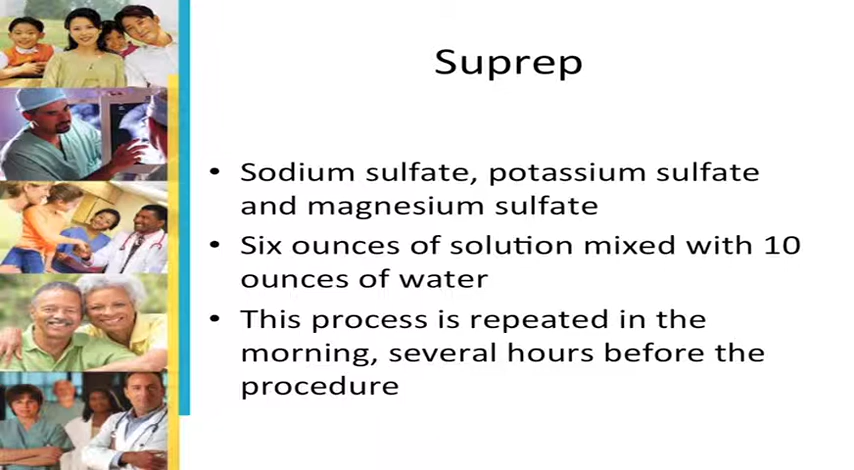 Suprep
• Sodium sulfate, potassium sulfate
and magnesium sulfate
• Six ounces of solution mixed with 10
ounces of water
• This process is repeated in the
morning, several hours before the
procedure